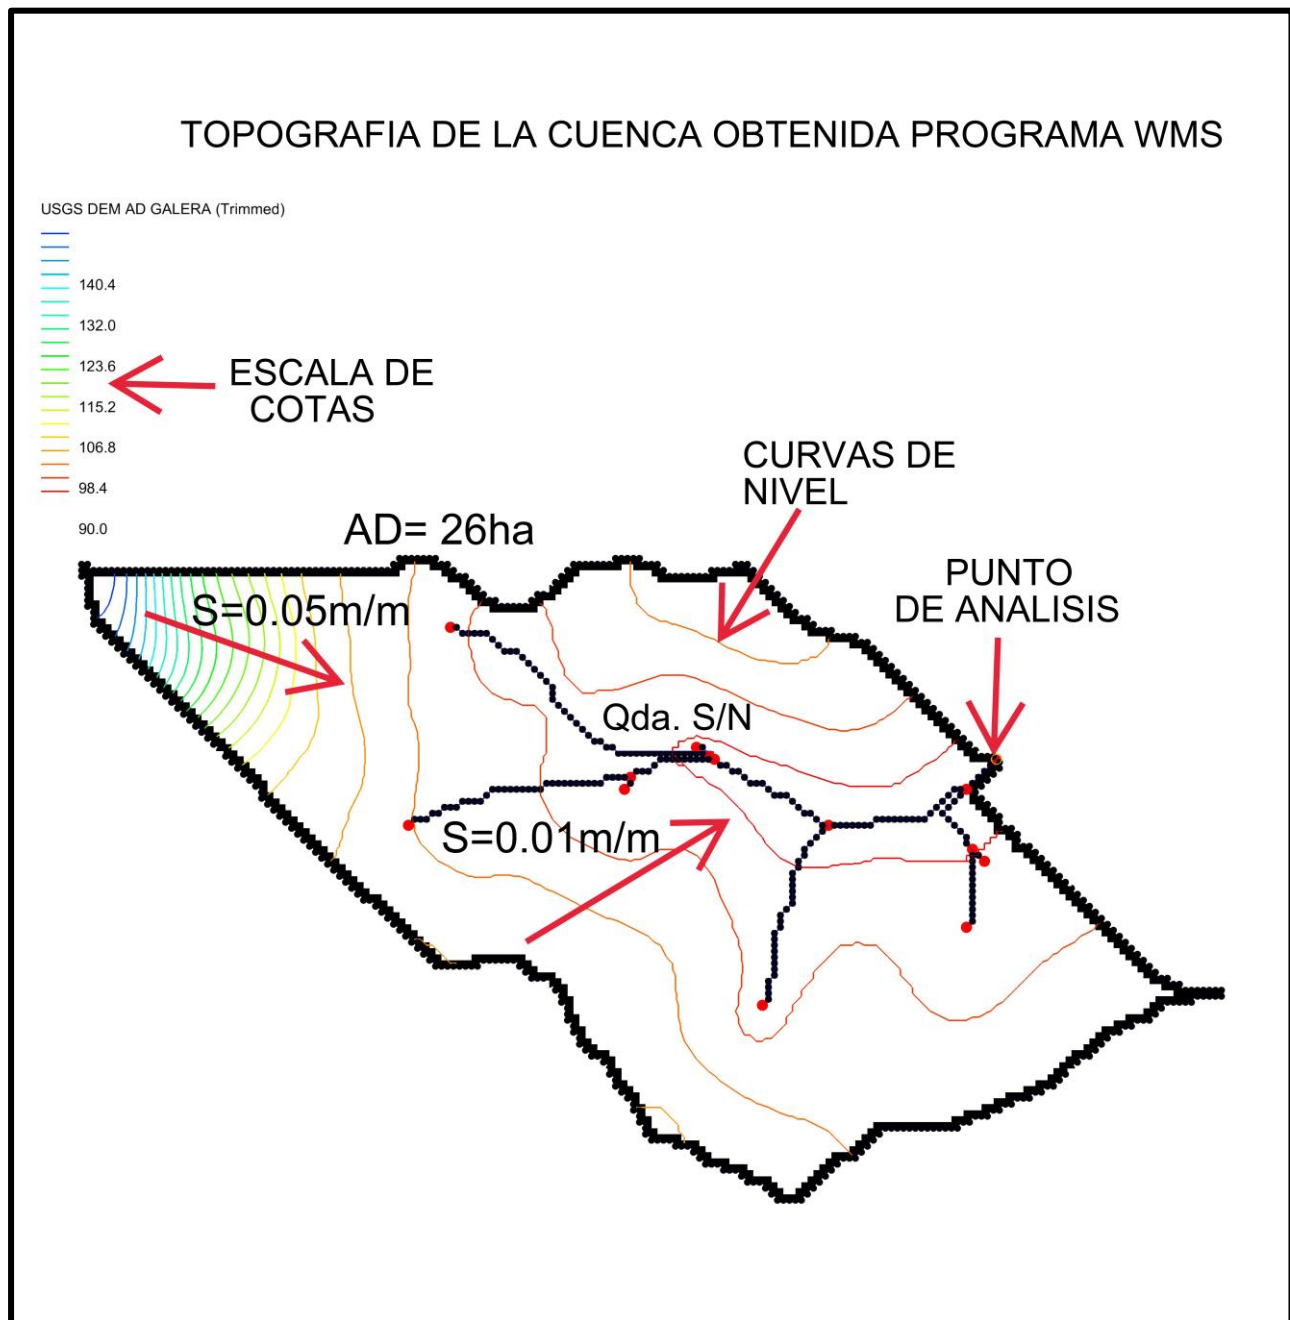 TOPOGRAFIA DE LA CUENCA OBTENIDA PROGRAMA WMS
USGS DEM AD GALERA (Trimmed)
140.4
132.0
123.6
115.2
106.8
98.4
90.0
ESCALA DE
COTAS
CURVAS DE
NIVEL
AD= 26ha
PUNTO
DE ANALISIS
S=0.05m/m
Qda. S/N
S=0.01m/m